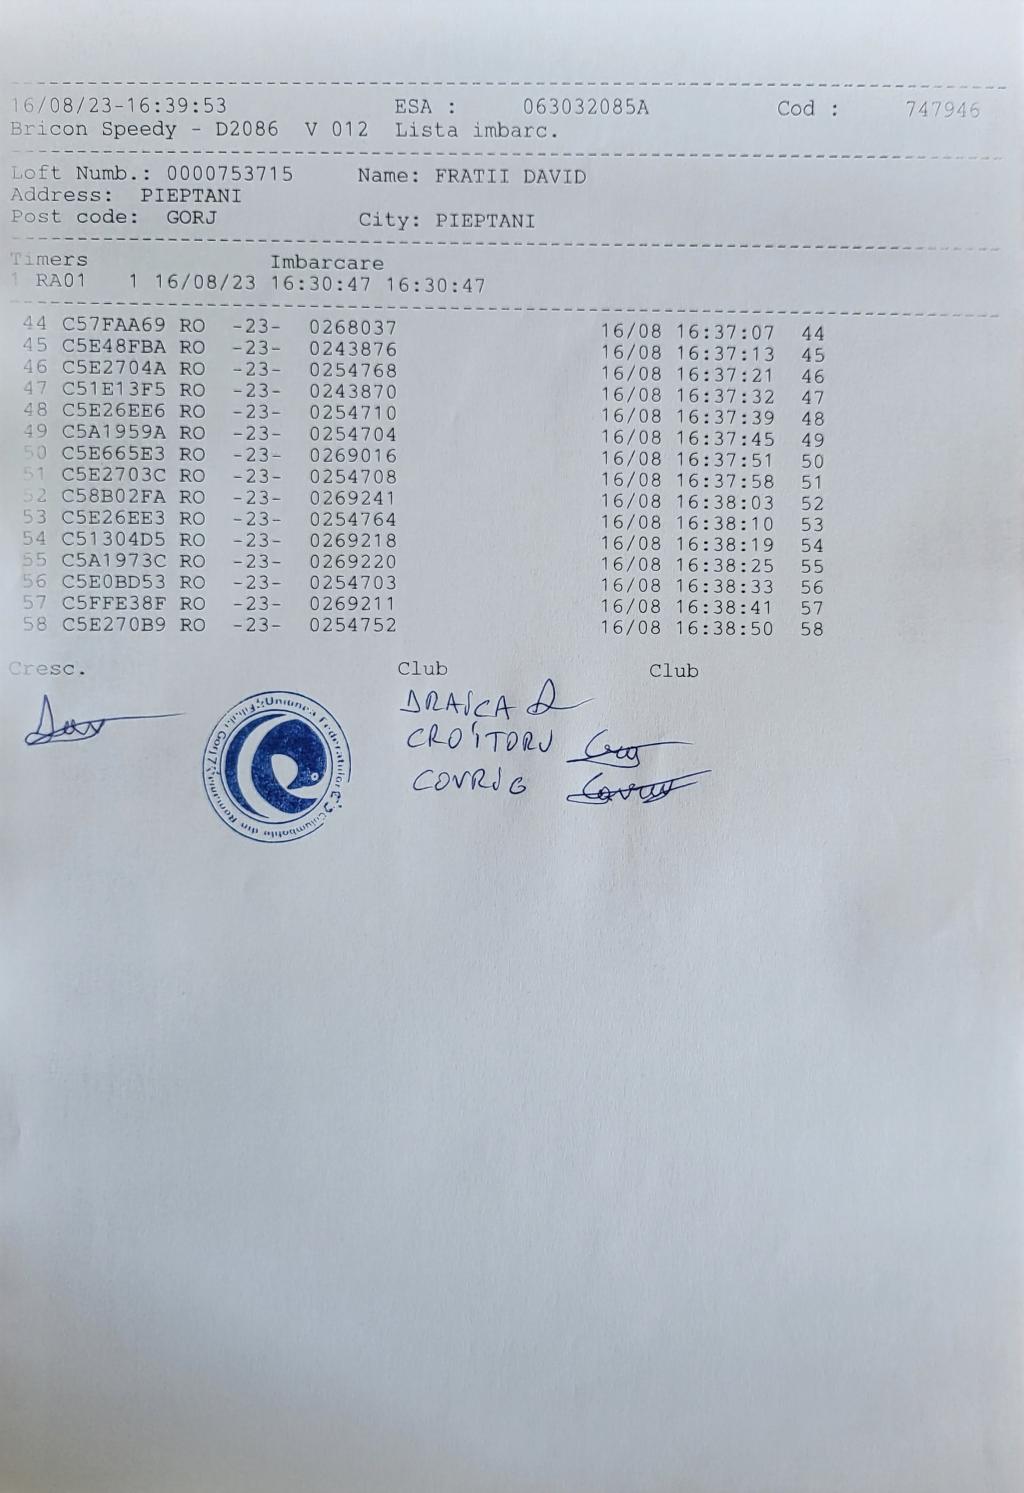 16/08/23-16:39:53 ESA : 063032085A Cod : 747946
Bricon Speedy - D2086 V 012 Lista imbarc.
Loft Numb.: 0000753715 Name: FRATII DAVID
Address: PIEPTANI
Post code: GORJ City: PIEPTANI
Timers Imbarcare
1 RA01 1 16/08/23 16:30:47 16:30:47
44 C57FAA69 RO -23- 0268037 16/08 16:37:07 44
45 C5E48FBA RO -23- 0243876 16/08 16:37:13 45
46 C5E2704A RO -23- 0254768 16/08 16:37:21 46
47 C51E13F5 RO -23- 0243870 16/08 16:37:32 47
48 C5E26EE6 RO -23- 0254710 16/08 16:37:39 48
49 C5A1959A RO -23- 0254704 16/08 16:37:45 49
50 C5E665E3 RO -23- 0269016 16/08 16:37:51 50
51 C5E2703C RO -23- 0254708 16/08 16:37:58 51
52 C58B02FA RO -23- 0269241 16/08 16:38:03 52
53 C5E26EE3 RO -23- 0254764 16/08 16:38:10 53
54 C51304D5 RO -23- 0269218 16/08 16:38:19 54
55 C5A1973C RO -23- 0269220 16/08 16:38:25 55
56 C5E0BD53 RO -23- 0254703 16/08 16:38:33 56
57 C5FFE38F RO -23- 0269211 16/08 16:38:41 57
58 C5E270B9 RO -23- 0254752 16/08 16:38:50 58
Cresc. Club Club
CROITORU
COVRIG
Uniunea Federatiilor Columbofile din Romania
Gorj